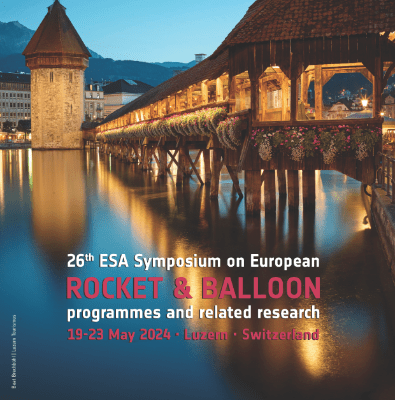 26th ESA Symposium on European
ROCKET & BALLOON
programmes and related research
19-23 May 2024 · Luzern · Switzerland